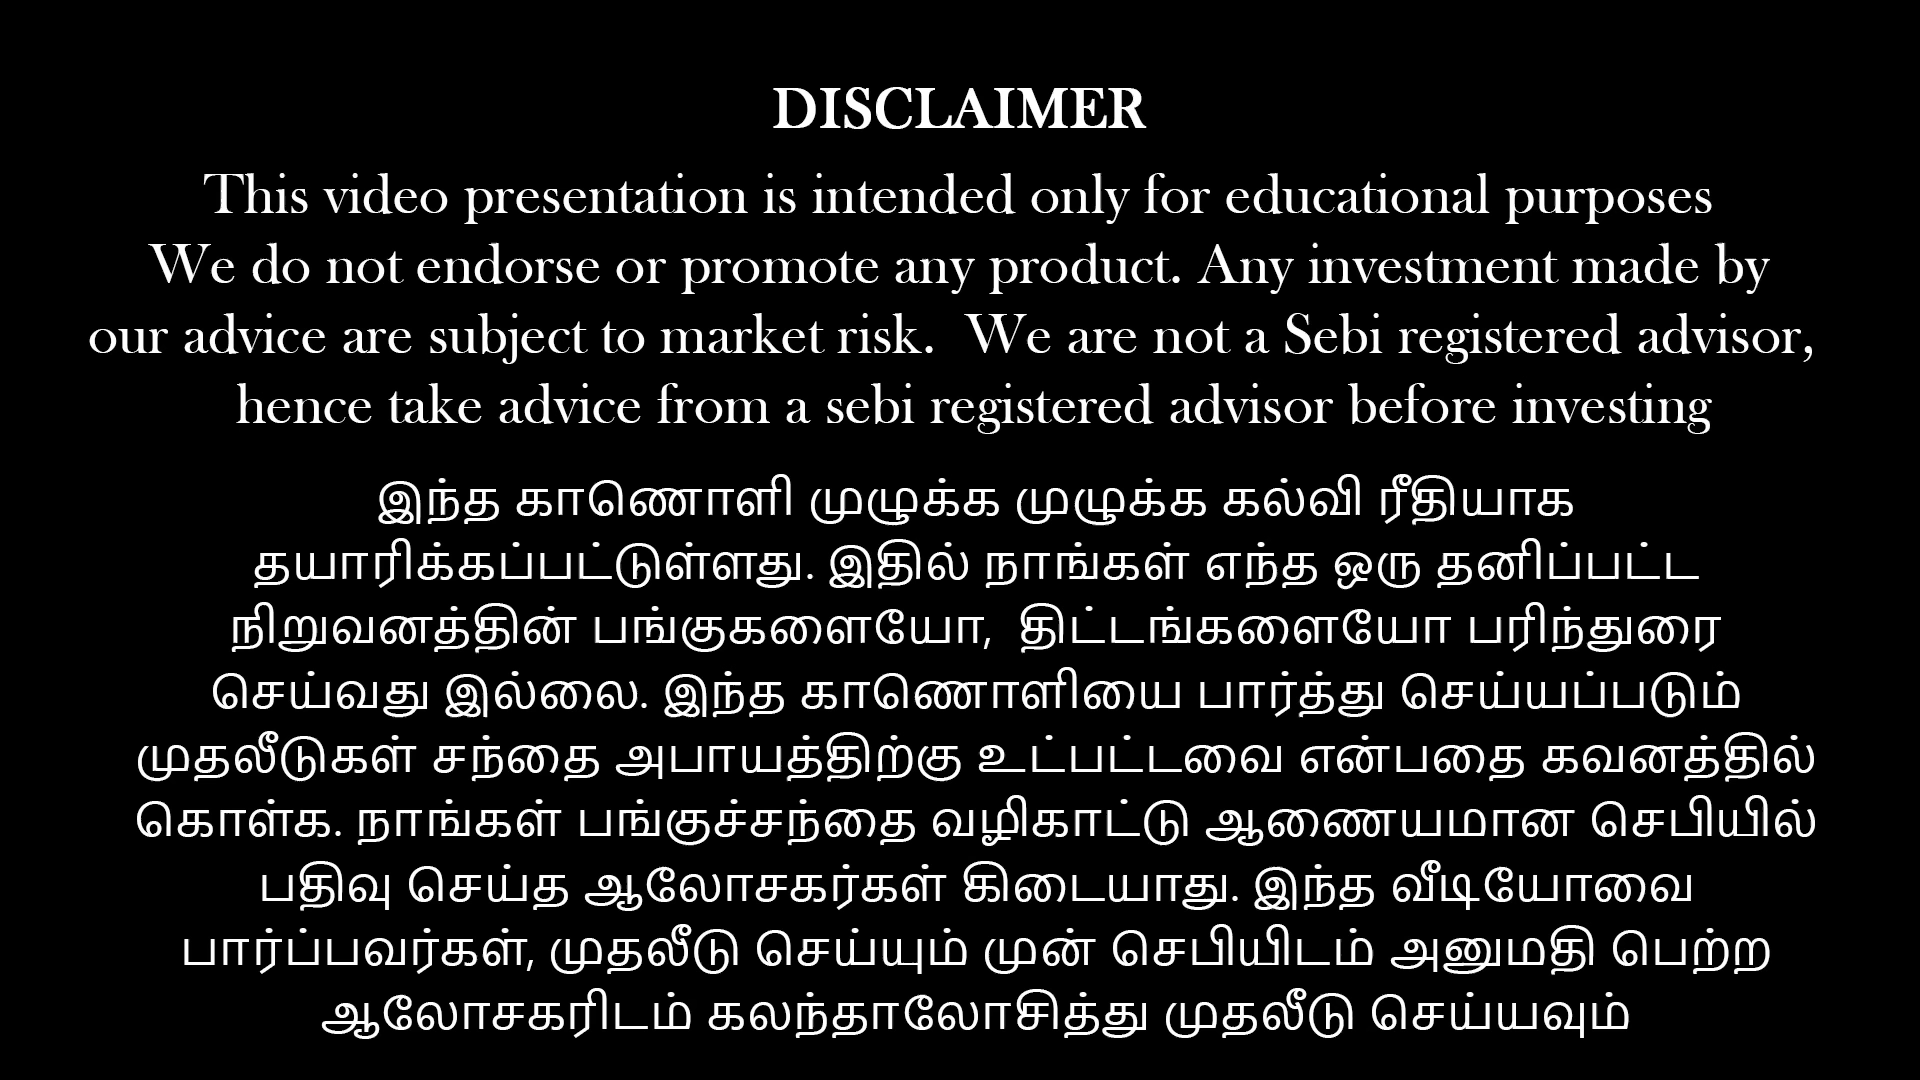 DISCLAIMER
This video presentation is intended only for educational purposes
We do not endorse or promote any product. Any investment made by
our advice are subject to market risk.  We are not a Sebi registered advisor,
hence take advice from a sebi registered advisor before investing
இந்த காணொளி முழுக்க முழுக்க கல்வி ரீதியாக
தயாரிக்கப்பட்டுள்ளது. இதில் நாங்கள் எந்த ஒரு தனிப்பட்ட
நிறுவனத்தின் பங்குகளையோ,  திட்டங்களையோ பரிந்துரை
செய்வது இல்லை. இந்த காணொளியை பார்த்து செய்யப்படும்
முதலீடுகள் சந்தை அபாயத்திற்கு உட்பட்டவை என்பதை கவனத்தில்
கொள்க. நாங்கள் பங்குச்சந்தை வழிகாட்டு ஆணையமான செபியில்
பதிவு செய்த ஆலோசகர்கள் கிடையாது. இந்த வீடியோவை
பார்ப்பவர்கள், முதலீடு செய்யும் முன் செபியிடம் அனுமதி பெற்ற
ஆலோசகரிடம் கலந்தாலோசித்து முதலீடு செய்யவும்